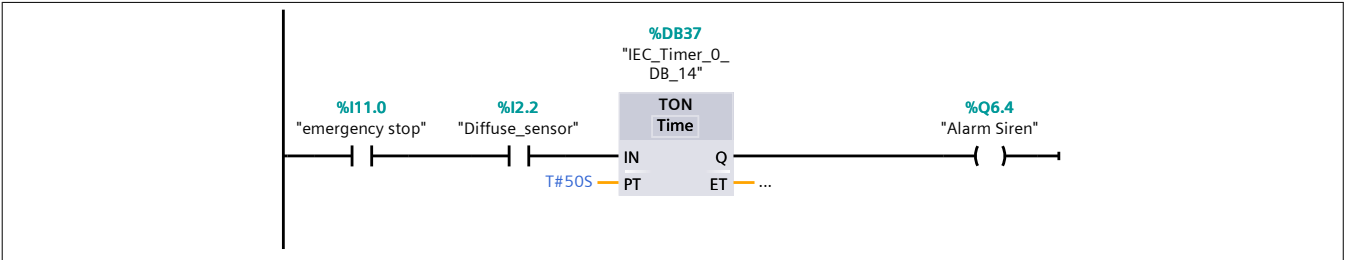 %DB37
"IEC_Timer_0_
DB_14"
%I11.0
"emergency stop"
%I2.2
"Diffuse_sensor"
TON
Time
%Q6.4
"Alarm Siren"
IN
Q
T#50S
PT
ET
...